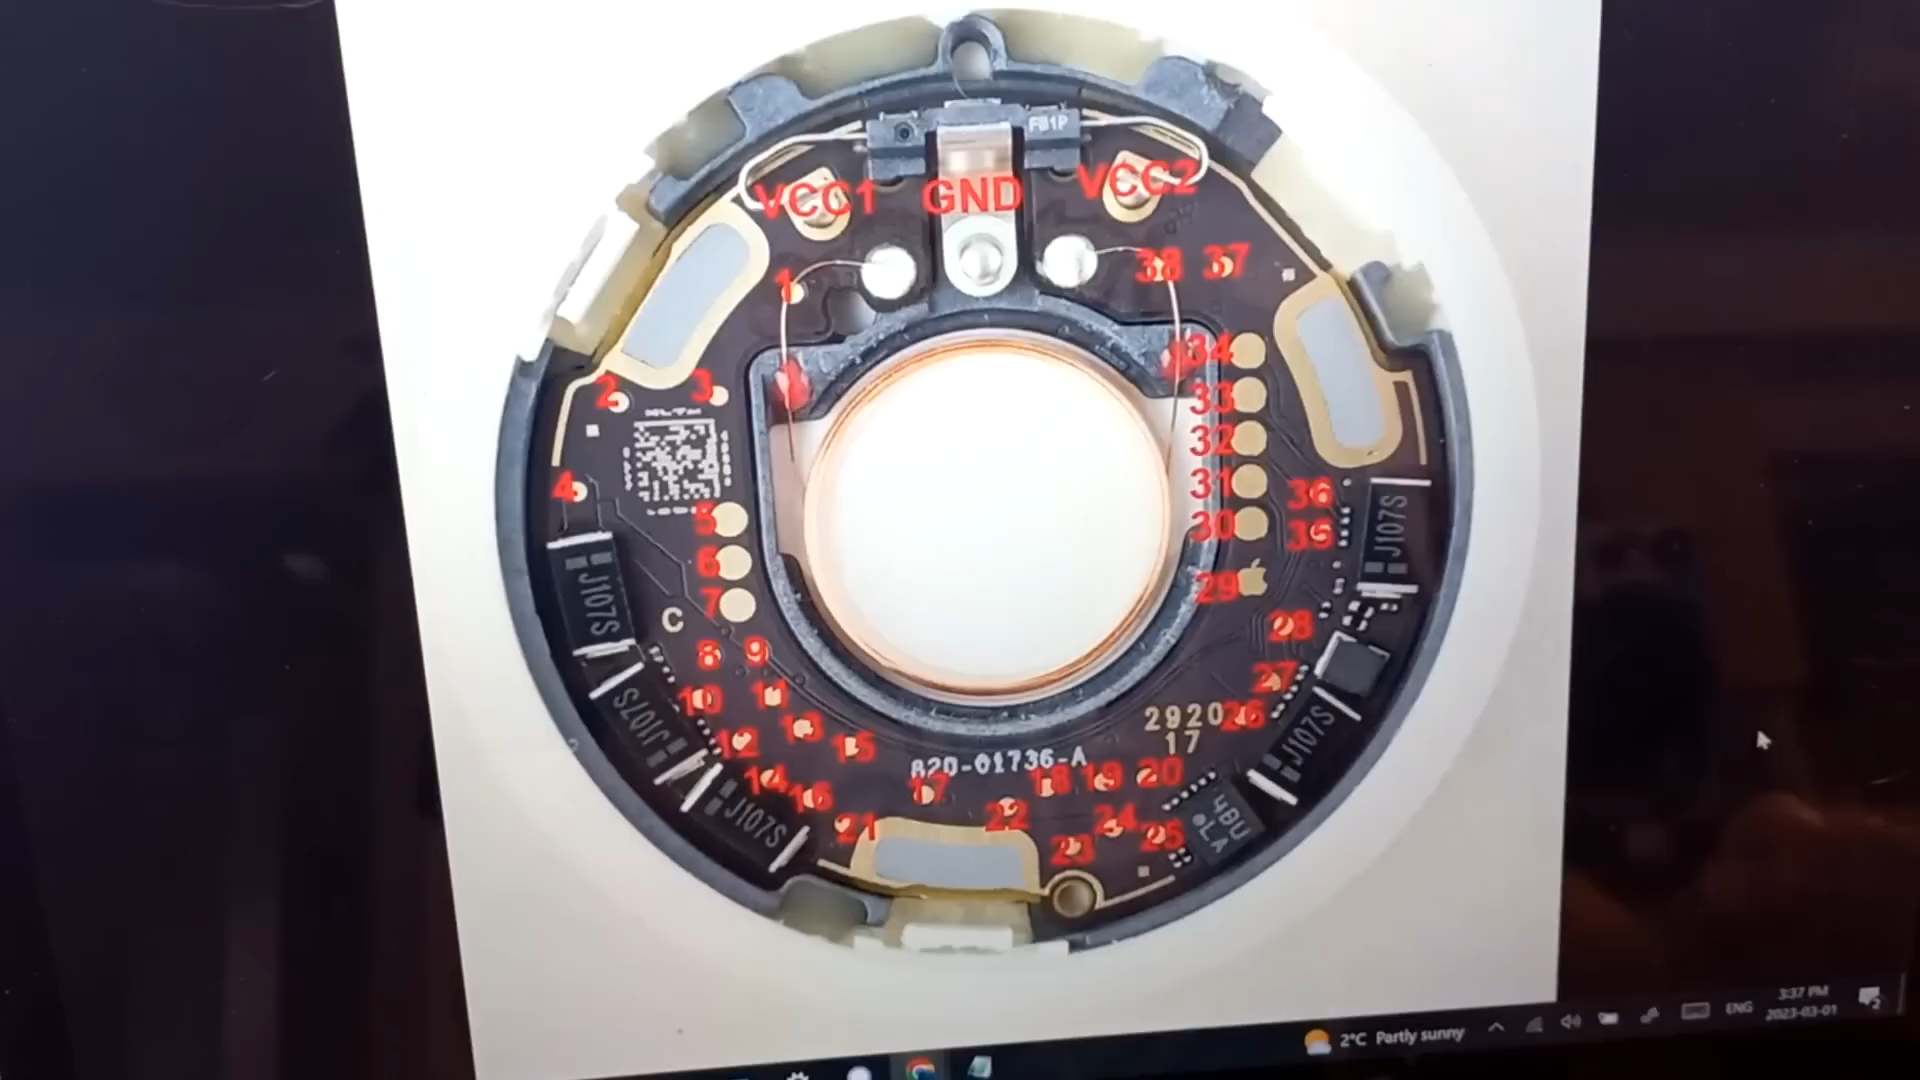 FB1P
VCC1 GND VCC2
1 38 37
34
2 3 33
32
4 31 36
5 30 35
6 29
7 C
J107S J107S
8 9 28
10 11 27
J107S 2920 26
12 13 15 17 J107S
820-01736-A
14 16 17 18 19 20
J107S 21 22 24 4BU
23 25 LA
2°C Partly sunny ENG 3:37 PM
2023-03-01
2